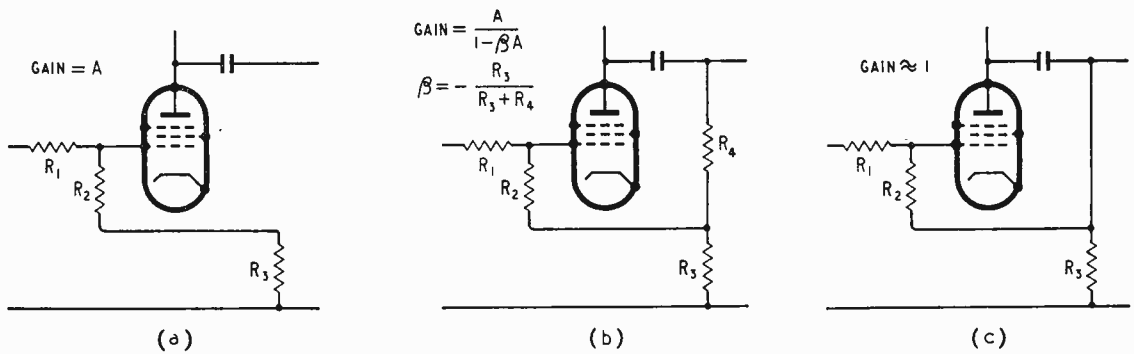 GAIN = A
R₁
R₂
R₃
(a)
GAIN = A / 1−βA
β = − R₃ / R₃ + R₄
R₁
R₂
R₄
R₃
(b)
GAIN ≈ 1
R₁
R₂
R₃
(c)